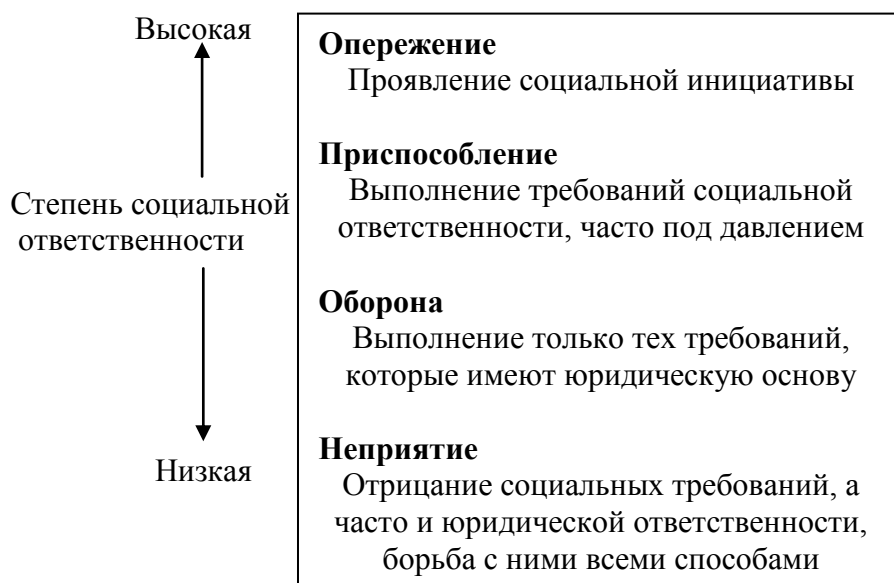 Высокая
Степень социальной
ответственности
Низкая
Опережение
Проявление социальной инициативы
Приспособление
Выполнение требований социальной
ответственности, часто под давлением
Оборона
Выполнение только тех требований,
которые имеют юридическую основу
Неприятие
Отрицание социальных требований, а
часто и юридической ответственности,
борьба с ними всеми способами